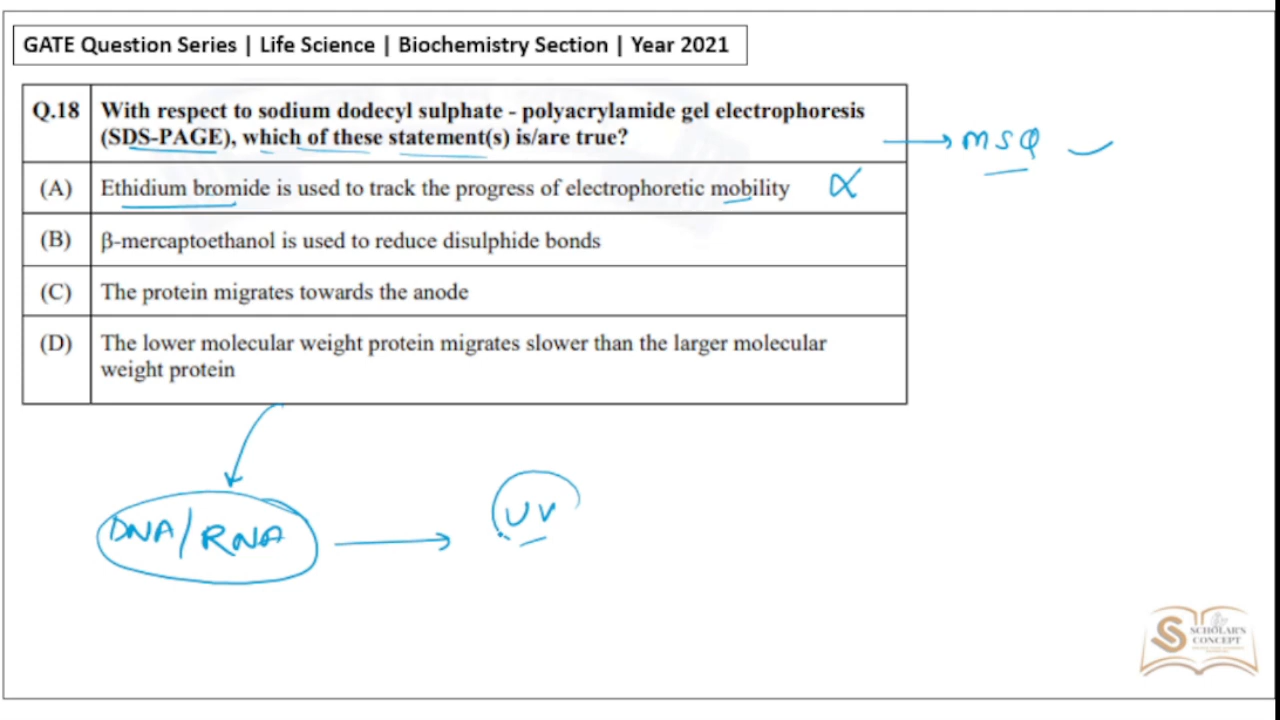 GATE Question Series | Life Science | Biochemistry Section | Year 2021
Q.18 With respect to sodium dodecyl sulphate - polyacrylamide gel electrophoresis
(SDS-PAGE), which of these statement(s) is/are true?
→ MSQ
(A) Ethidium bromide is used to track the progress of electrophoretic mobility
(B) β-mercaptoethanol is used to reduce disulphide bonds
(C) The protein migrates towards the anode
(D) The lower molecular weight protein migrates slower than the larger molecular
weight protein
DNA/RNA → UV
SCHOLAR'S
CONCEPT